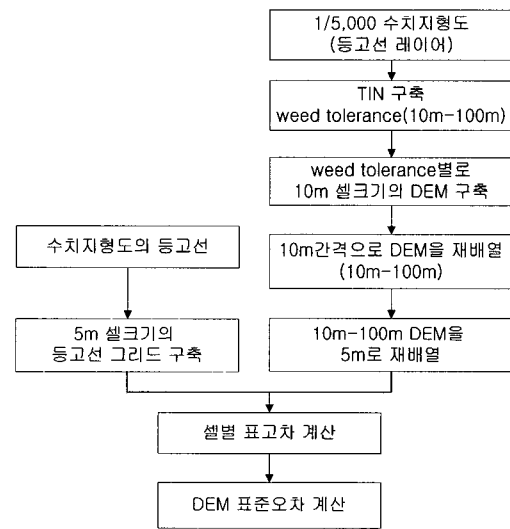 1/5,000 수치지형도
(등고선 레이어)
TIN 구축
weed tolerance(10m-100m)
weed tolerance별로
10m 셀크기의 DEM 구축
수치지형도의 등고선
10m간격으로 DEM을 재배열
(10m-100m)
5m 셀크기의
등고선 그리드 구축
10m-100m DEM을
5m로 재배열
셀별 표고차 계산
DEM 표준오차 계산